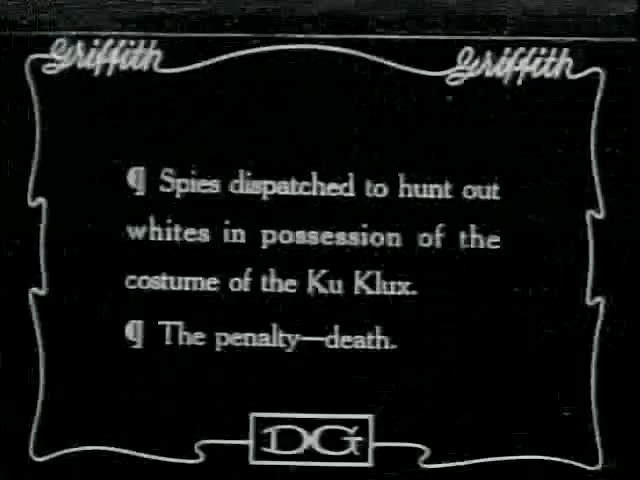 Griffith Griffith
¶ Spies dispatched to hunt out
whites in possession of the
costume of the Ku Klux.
¶ The penalty—death.
DG